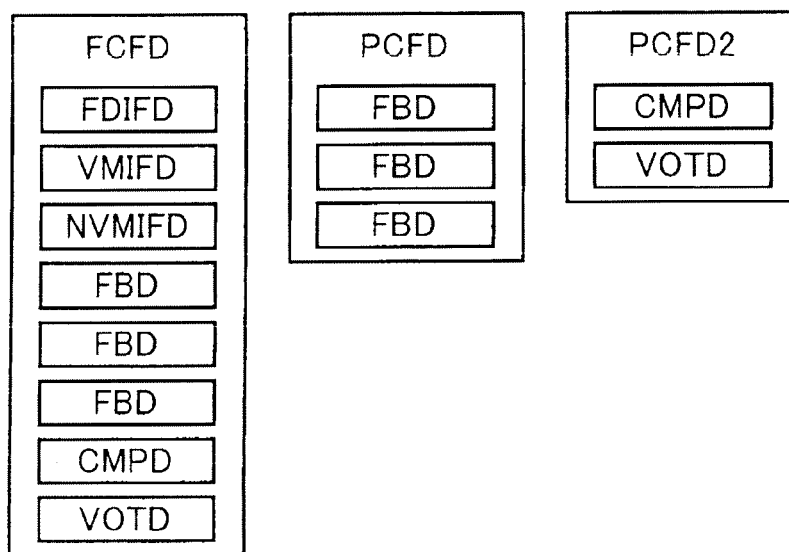 FCFD
FDIFD
VMIFD
NVMIFD
FBD
FBD
FBD
CMPD
VOTD
PCFD
FBD
FBD
FBD
PCFD2
CMPD
VOTD